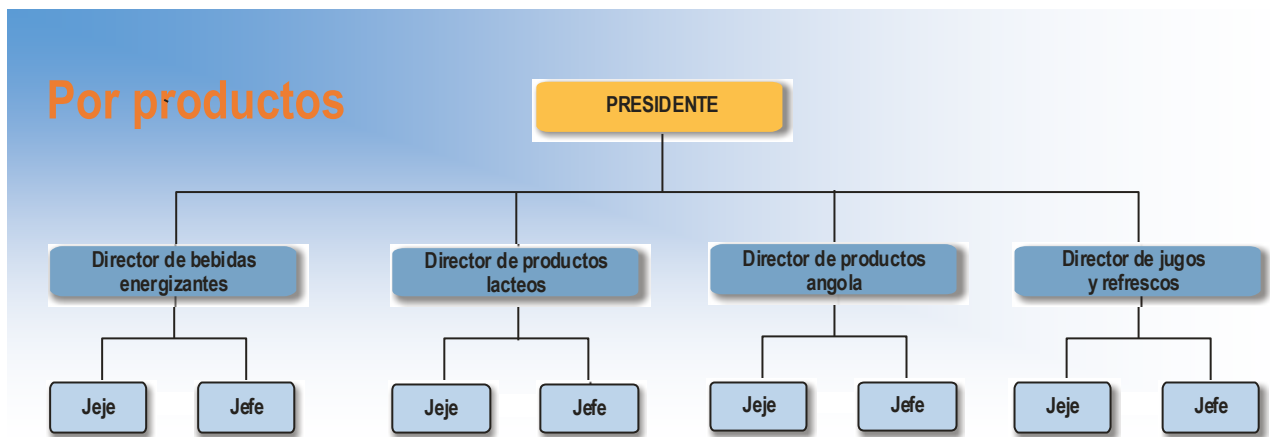 Por productos
PRESIDENTE
Director de bebidas
energizantes
Director de productos
lacteos
Director de productos
angola
Director de jugos
y refrescos
Jeje
Jefe
Jeje
Jefe
Jeje
Jefe
Jeje
Jefe